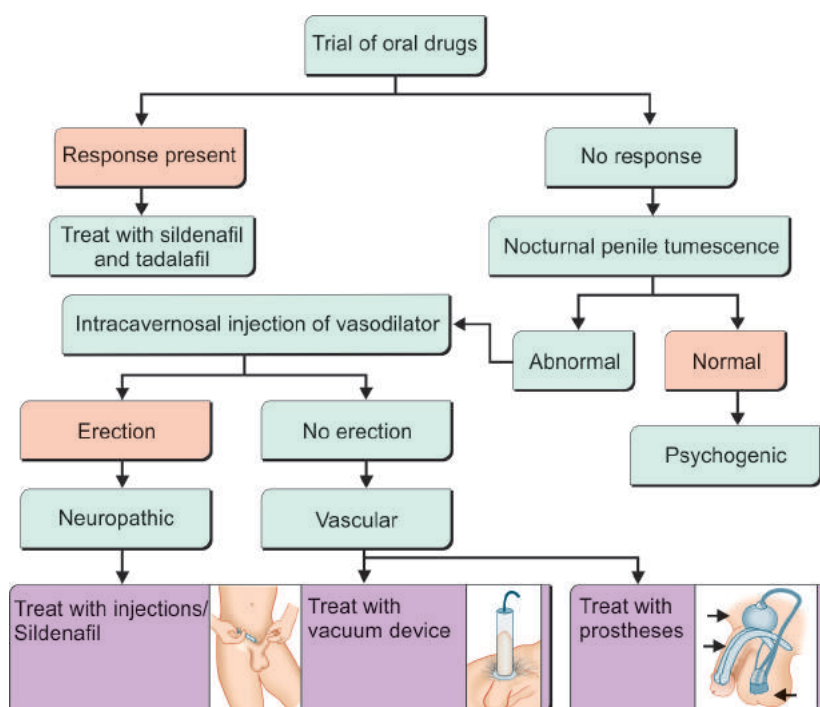 Trial of oral drugs
Response present
No response
Treat with sildenafil
and tadalafil
Nocturnal penile tumescence
Intracavernosal injection of vasodilator
Abnormal
Normal
Erection
No erection
Psychogenic
Neuropathic
Vascular
Treat with injections/
Sildenafil
Treat with
vacuum device
Treat with
prostheses